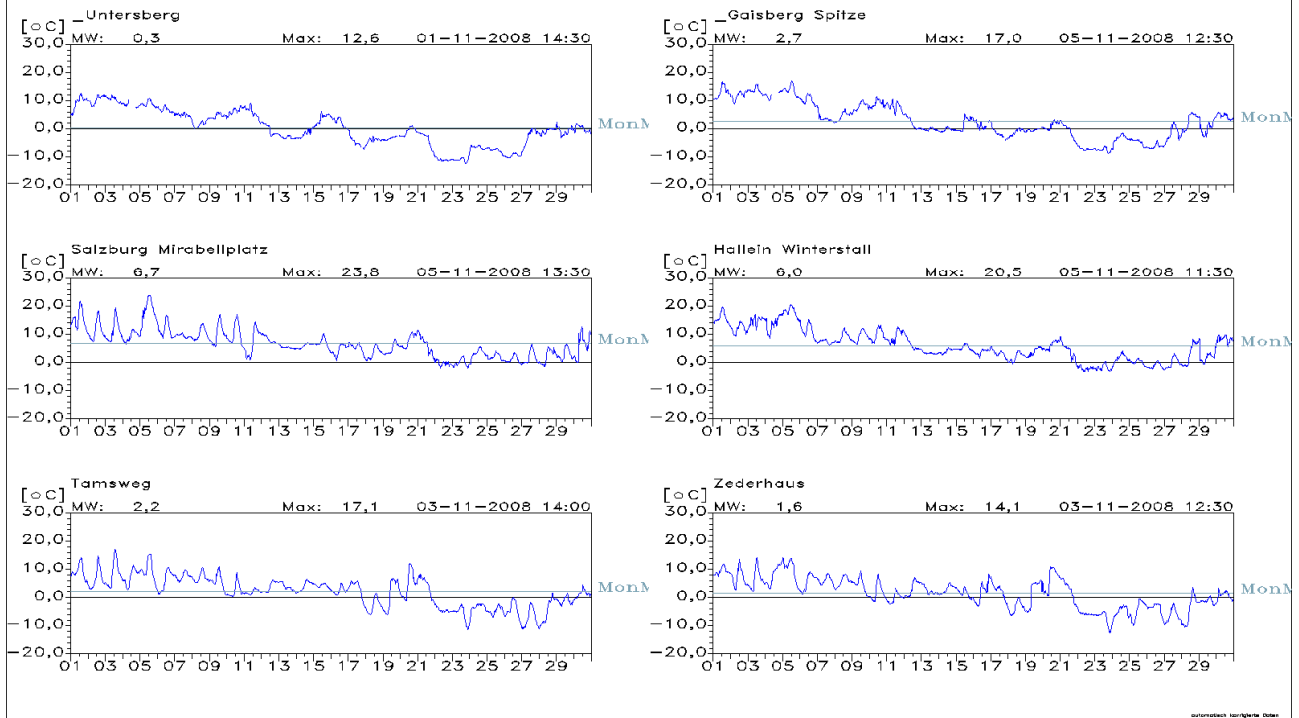 _Untersberg
[°C] MW: 0,3 Max: 12,6 01-11-2008 14:30
30,0
20,0
10,0
0,0
−10,0
−20,0
MonM
01 03 05 07 09 11 13 15 17 19 21 23 25 27 29
_Gaisberg Spitze
[°C] MW: 2,7 Max: 17,0 05-11-2008 12:30
30,0
20,0
10,0
0,0
−10,0
−20,0
MonM
01 03 05 07 09 11 13 15 17 19 21 23 25 27 29
Salzburg Mirabellplatz
[°C] MW: 6,7 Max: 23,8 05-11-2008 13:30
30,0
20,0
10,0
0,0
−10,0
−20,0
MonM
01 03 05 07 09 11 13 15 17 19 21 23 25 27 29
Hallein Winterstall
[°C] MW: 6,0 Max: 20,5 05-11-2008 11:30
30,0
20,0
10,0
0,0
−10,0
−20,0
MonM
01 03 05 07 09 11 13 15 17 19 21 23 25 27 29
Tamsweg
[°C] MW: 2,2 Max: 17,1 03-11-2008 14:00
30,0
20,0
10,0
0,0
−10,0
−20,0
MonM
01 03 05 07 09 11 13 15 17 19 21 23 25 27 29
Zederhaus
[°C] MW: 1,6 Max: 14,1 03-11-2008 12:30
30,0
20,0
10,0
0,0
−10,0
−20,0
MonM
01 03 05 07 09 11 13 15 17 19 21 23 25 27 29
automatisch korrigierte Daten